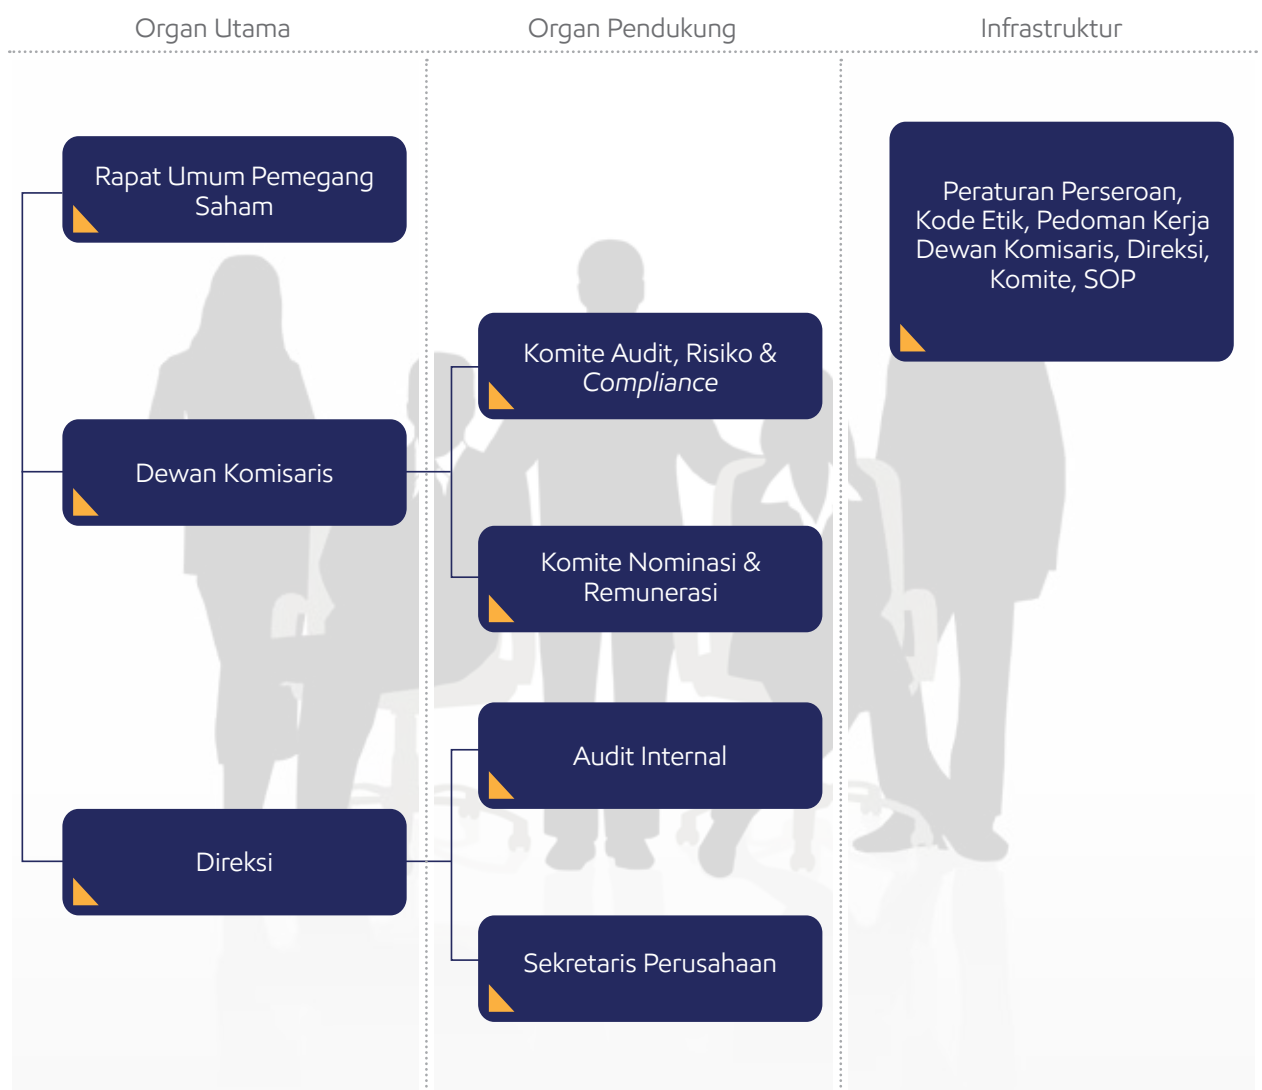 Organ Utama
Organ Pendukung
Infrastruktur
Rapat Umum Pemegang
Saham
Dewan Komisaris
Direksi
Komite Audit, Risiko &
Compliance
Komite Nominasi &
Remunerasi
Audit Internal
Sekretaris Perusahaan
Peraturan Perseroan,
Kode Etik, Pedoman Kerja
Dewan Komisaris, Direksi,
Komite, SOP